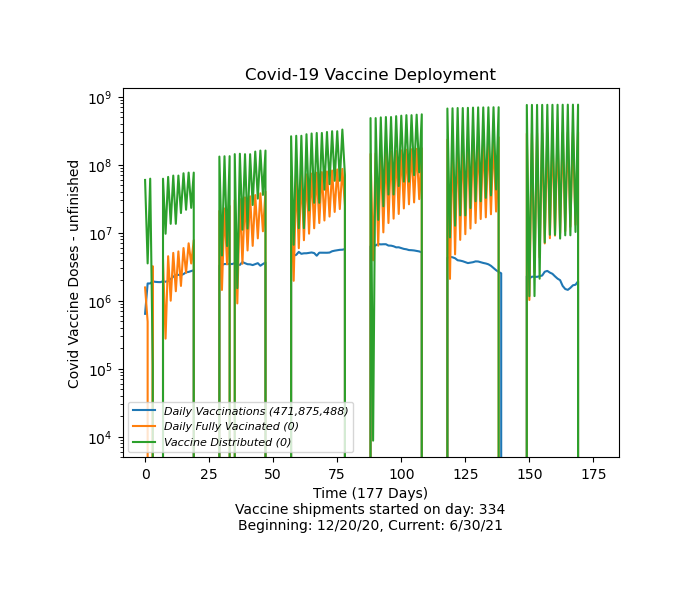 Covid-19 Vaccine Deployment
Covid Vaccine Doses - unfinished
10⁹
10⁸
10⁷
10⁶
10⁵
10⁴
Daily Vaccinations (471,875,488)
Daily Fully Vacinated (0)
Vaccine Distributed (0)
0 25 50 75 100 125 150 175
Time (177 Days)
Vaccine shipments started on day: 334
Beginning: 12/20/20, Current: 6/30/21